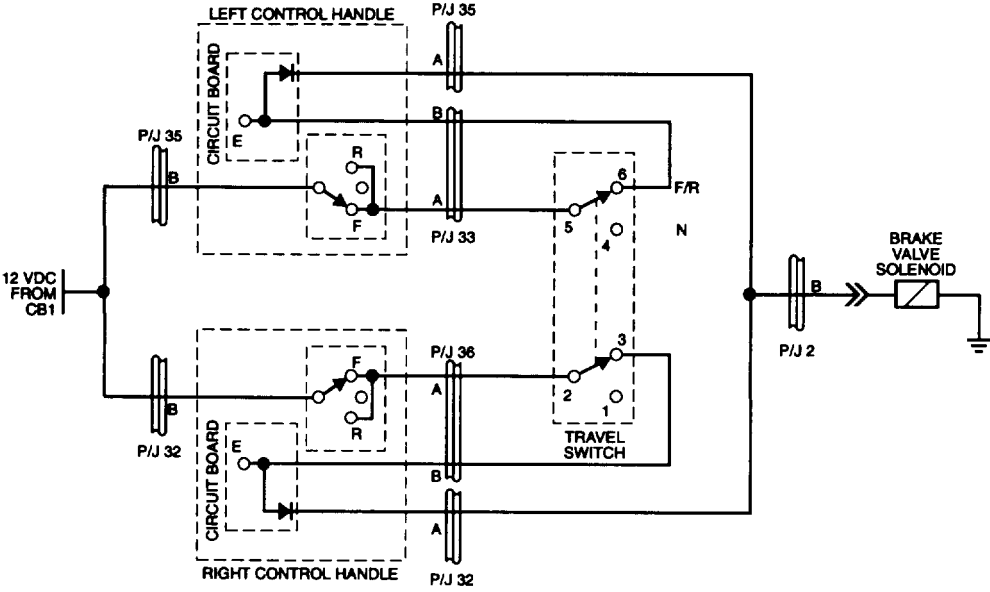 LEFT CONTROL HANDLE
P/J 35
CIRCUIT BOARD
A
E
B
P/J 35
B
R
F
A
P/J 33
6
F/R
5
4
N
12 VDC
FROM
CB1
BRAKE
VALVE
SOLENOID
B
P/J 2
3
2
1
TRAVEL
SWITCH
P/J 36
A
F
R
B
P/J 32
CIRCUIT BOARD
E
B
A
P/J 32
RIGHT CONTROL HANDLE